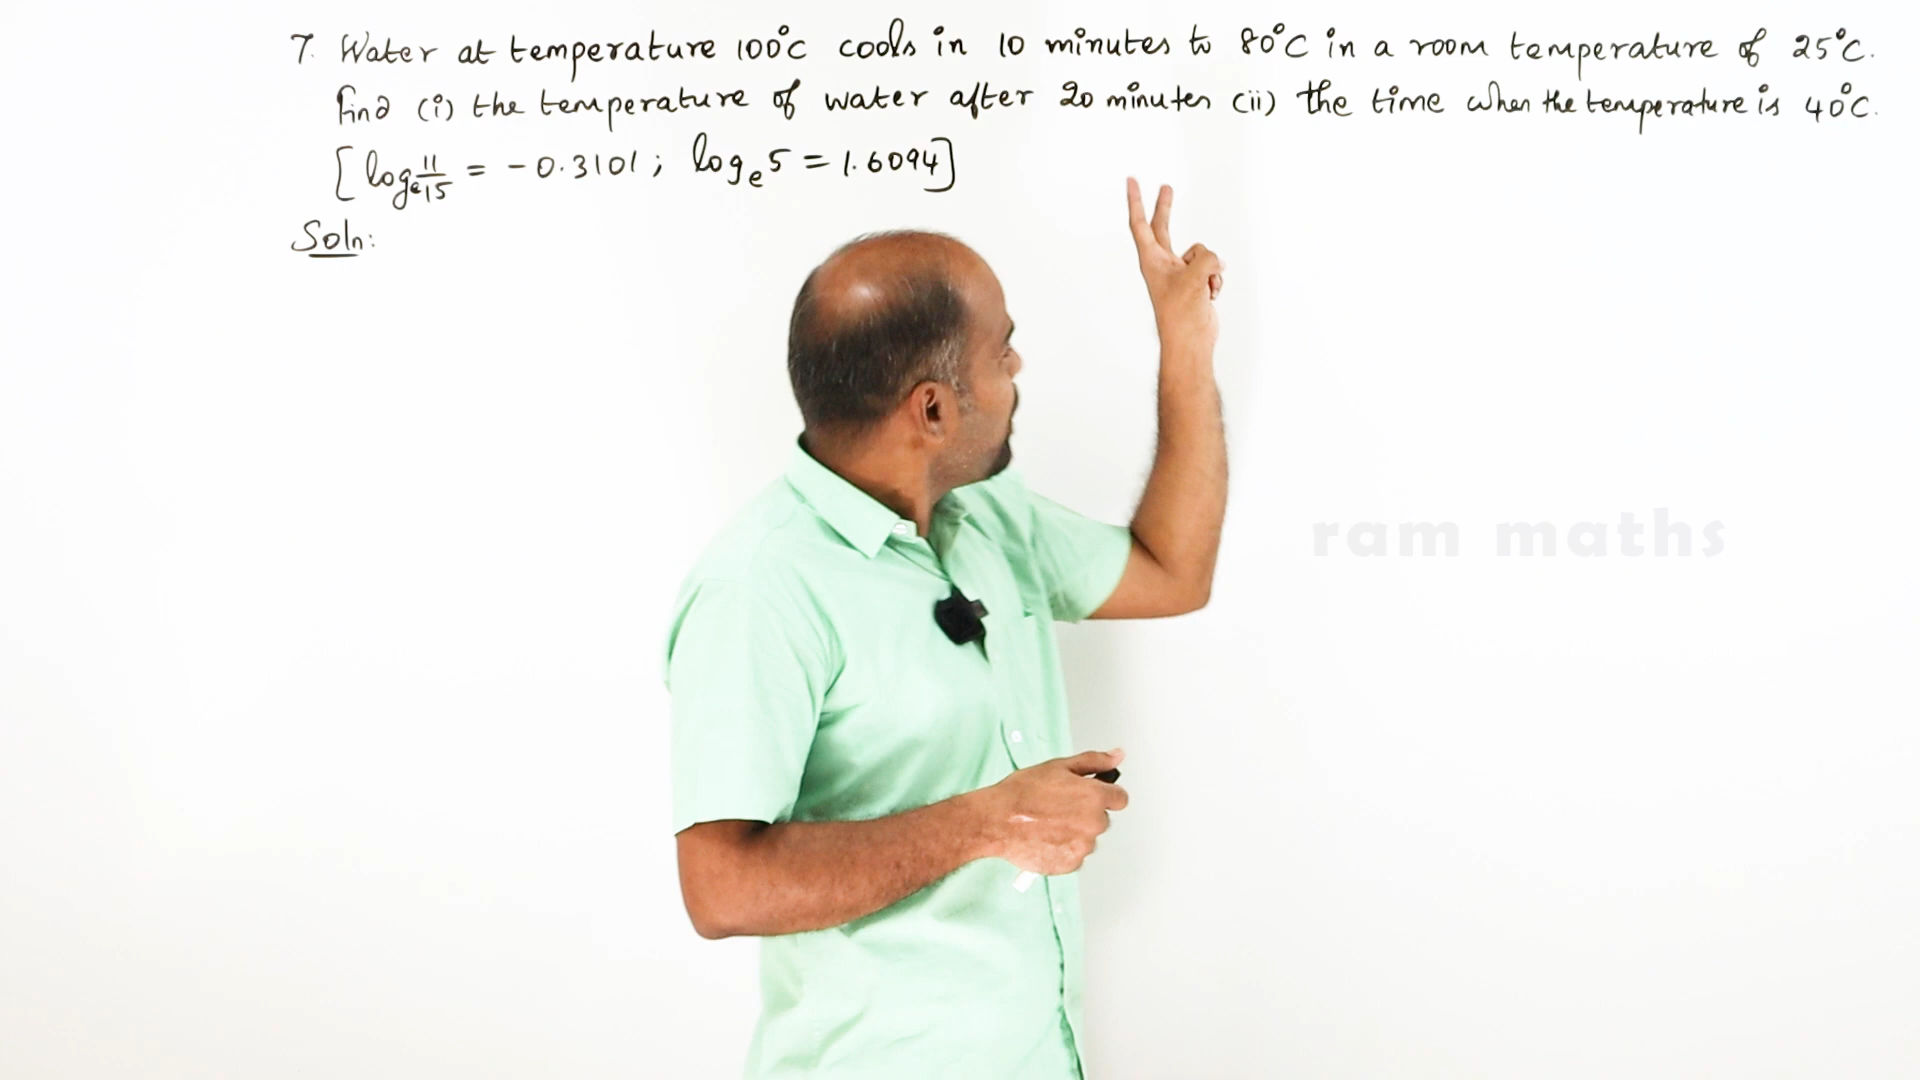 7. Water at temperature 100°C cools in 10 minutes to 80°C in a room temperature of 25°C.
Find (i) the temperature of water after 20 minutes (ii) the time when the temperature is 40°C.
[log_e 11/15 = -0.3101; log_e 5 = 1.6094]
Soln:
ram maths